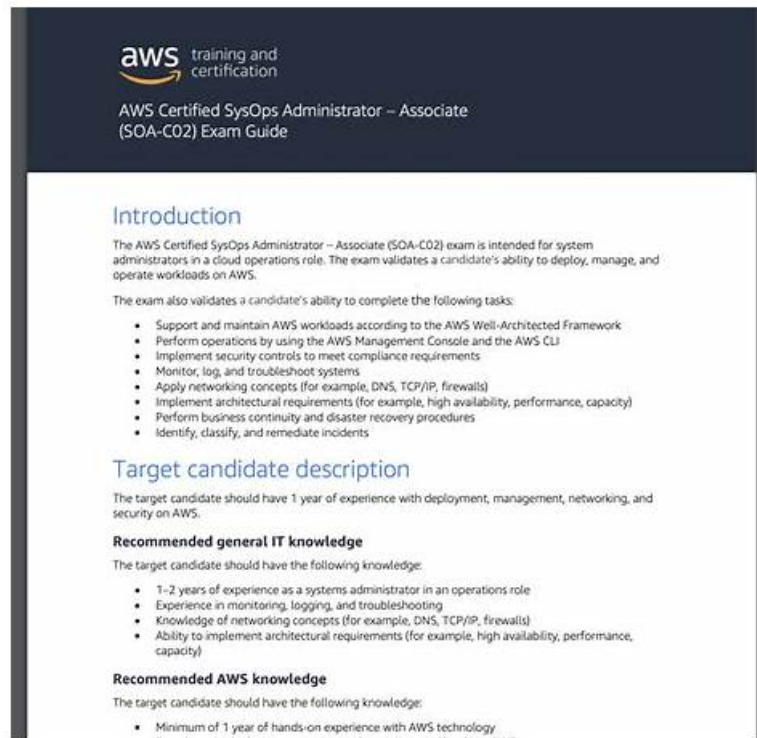 aws training and
certification
AWS Certified SysOps Administrator – Associate
(SOA-C02) Exam Guide
Introduction
The AWS Certified SysOps Administrator – Associate (SOA-C02) exam is intended for system
administrators in a cloud operations role. The exam validates a candidate's ability to deploy, manage, and
operate workloads on AWS.
The exam also validates a candidate's ability to complete the following tasks:
• Support and maintain AWS workloads according to the AWS Well-Architected Framework
• Perform operations by using the AWS Management Console and the AWS CLI
• Implement security controls to meet compliance requirements
• Monitor, log, and troubleshoot systems
• Apply networking concepts (for example, DNS, TCP/IP, firewalls)
• Implement architectural requirements (for example, high availability, performance, capacity)
• Perform business continuity and disaster recovery procedures
• Identify, classify, and remediate incidents
Target candidate description
The target candidate should have 1 year of experience with deployment, management, networking, and
security on AWS.
Recommended general IT knowledge
The target candidate should have the following knowledge:
• 1–2 years of experience as a systems administrator in an operations role
• Experience in monitoring, logging, and troubleshooting
• Knowledge of networking concepts (for example, DNS, TCP/IP, firewalls)
• Ability to implement architectural requirements (for example, high availability, performance,
capacity)
Recommended AWS knowledge
The target candidate should have the following knowledge:
• Minimum of 1 year of hands-on experience with AWS technology